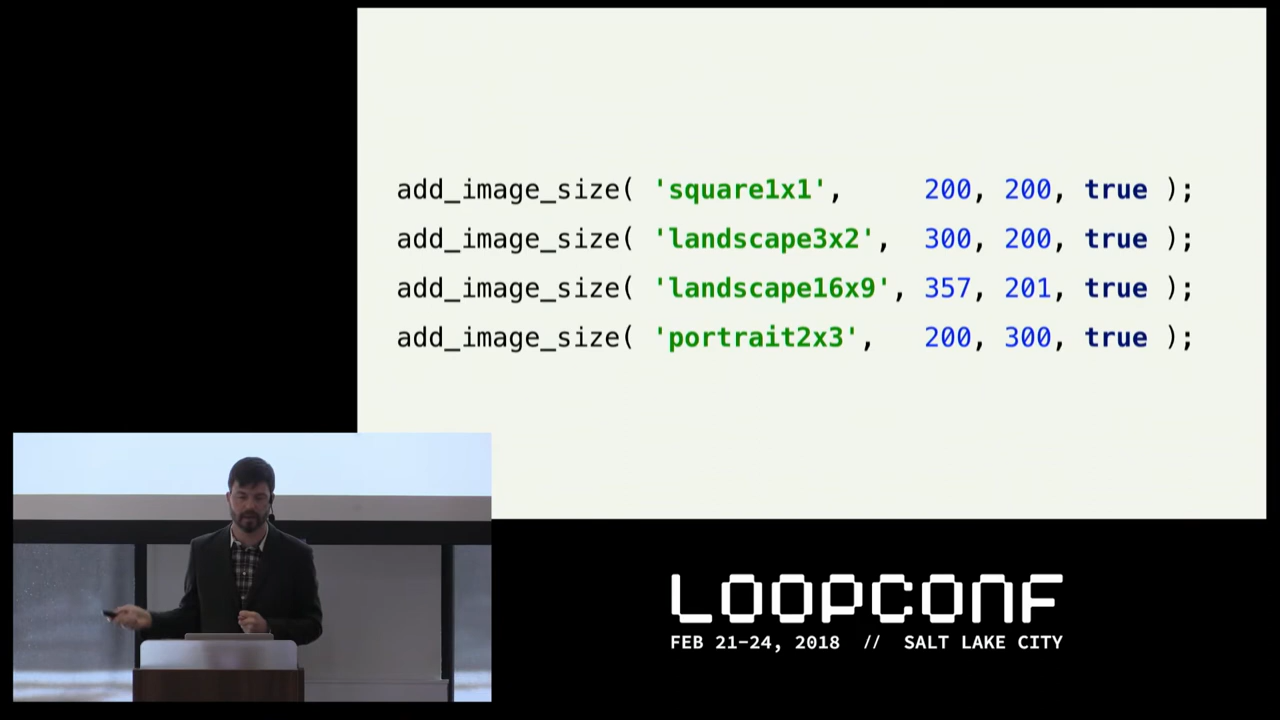 add_image_size( 'square1x1', 200, 200, true );
add_image_size( 'landscape3x2', 300, 200, true );
add_image_size( 'landscape16x9', 357, 201, true );
add_image_size( 'portrait2x3', 200, 300, true );
LOOPCONF
FEB 21-24, 2018 // SALT LAKE CITY